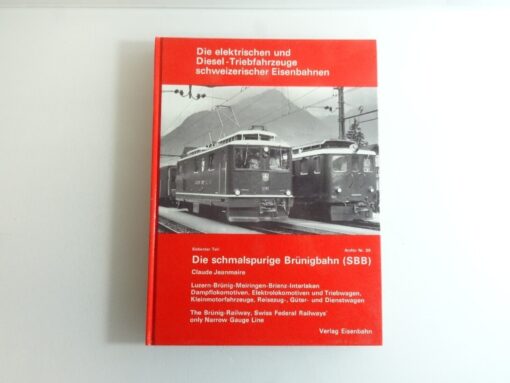 Die elektrischen und
Diesel-Triebfahrzeuge
schweizerischer Eisenbahnen
Siebenter Teil
Archiv Nr. 39
Die schmalspurige Brünigbahn (SBB)
Claude Jeanmaire
Luzern-Brünig-Meiringen-Brienz-Interlaken
Dampflokomotiven, Elektrolokomotiven und Triebwagen,
Kleinmotorfahrzeuge, Reisezug-, Güter- und Dienstwagen
The Brünig-Railway, Swiss Federal Railways'
only Narrow Gauge Line
Verlag Eisenbahn